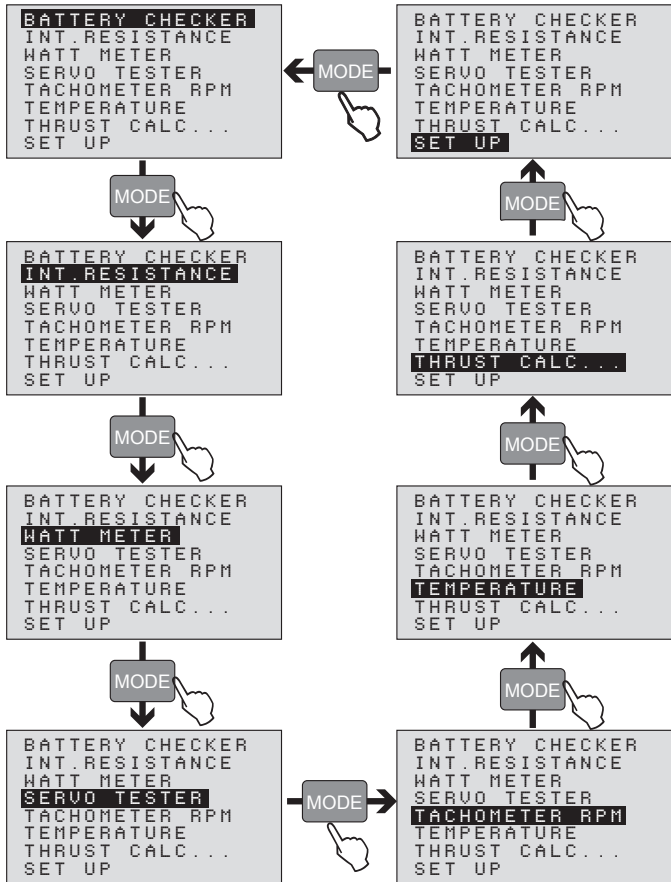 BATTERY CHECKER
INT.RESISTANCE
WATT METER
SERVO TESTER
TACHOMETER RPM
TEMPERATURE
THRUST CALC...
SET UP
MODE
BATTERY CHECKER
INT.RESISTANCE
WATT METER
SERVO TESTER
TACHOMETER RPM
TEMPERATURE
THRUST CALC...
SET UP
MODE
BATTERY CHECKER
INT.RESISTANCE
WATT METER
SERVO TESTER
TACHOMETER RPM
TEMPERATURE
THRUST CALC...
SET UP
MODE
BATTERY CHECKER
INT.RESISTANCE
WATT METER
SERVO TESTER
TACHOMETER RPM
TEMPERATURE
THRUST CALC...
SET UP
MODE
BATTERY CHECKER
INT.RESISTANCE
WATT METER
SERVO TESTER
TACHOMETER RPM
TEMPERATURE
THRUST CALC...
SET UP
MODE
BATTERY CHECKER
INT.RESISTANCE
WATT METER
SERVO TESTER
TACHOMETER RPM
TEMPERATURE
THRUST CALC...
SET UP
MODE
BATTERY CHECKER
INT.RESISTANCE
WATT METER
SERVO TESTER
TACHOMETER RPM
TEMPERATURE
THRUST CALC...
SET UP
MODE
BATTERY CHECKER
INT.RESISTANCE
WATT METER
SERVO TESTER
TACHOMETER RPM
TEMPERATURE
THRUST CALC...
SET UP
MODE